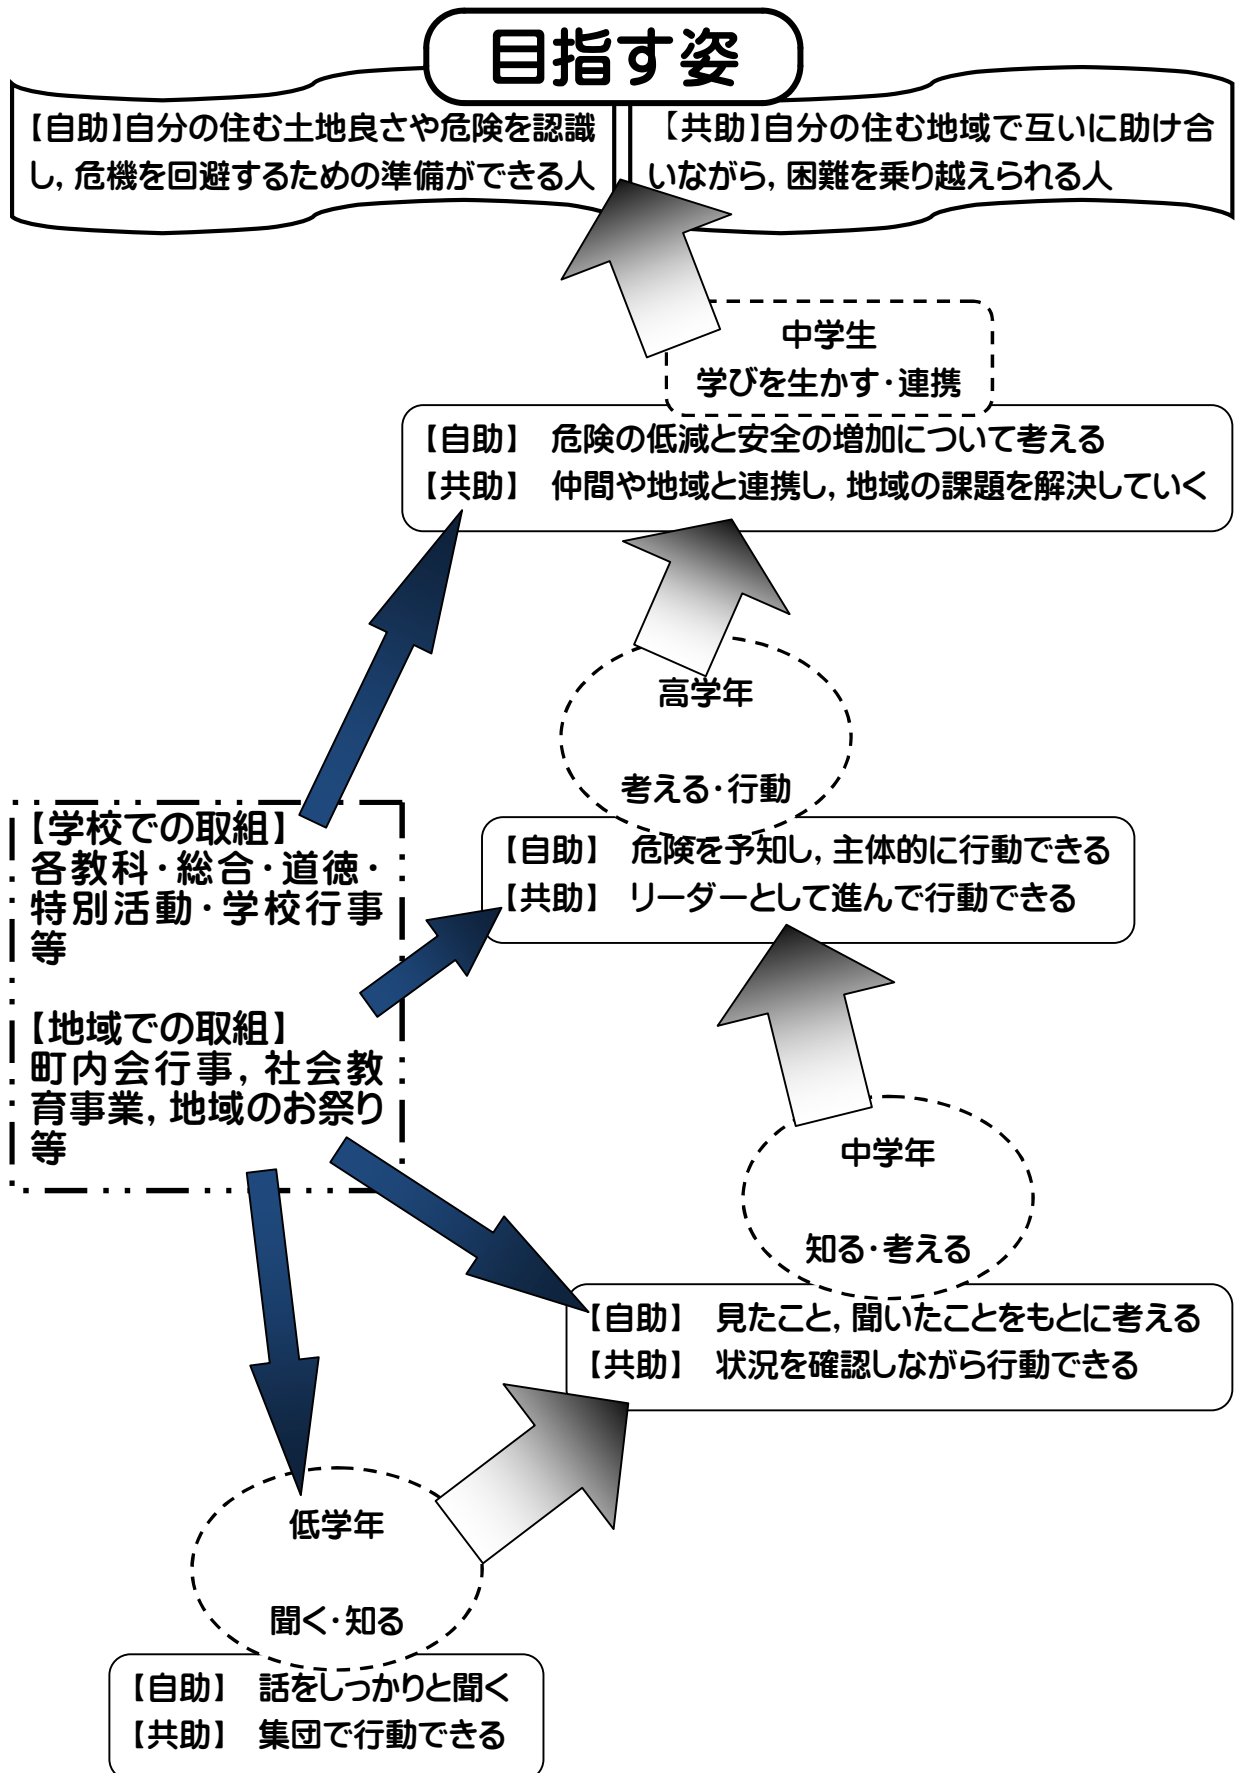 目指す姿
【自助】自分の住む土地良さや危険を認識
し，危機を回避するための準備ができる人
【共助】自分の住む地域で互いに助け合
いながら，困難を乗り越えられる人
中学生
学びを生かす・連携
【自助】 危険の低減と安全の増加について考える
【共助】 仲間や地域と連携し，地域の課題を解決していく
高学年
考える・行動
【自助】 危険を予知し，主体的に行動できる
【共助】 リーダーとして進んで行動できる
【学校での取組】
各教科・総合・道徳・
特別活動・学校行事
等
【地域での取組】
町内会行事，社会教
育事業，地域のお祭り
等
中学年
知る・考える
【自助】 見たこと，聞いたことをもとに考える
【共助】 状況を確認しながら行動できる
低学年
聞く・知る
【自助】 話をしっかりと聞く
【共助】 集団で行動できる